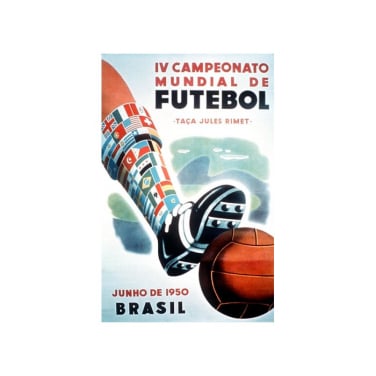 IV CAMPEONATO
MUNDIAL DE
FUTEBOL
-TAÇA JULES RIMET-
JUNHO DE 1950
BRASIL